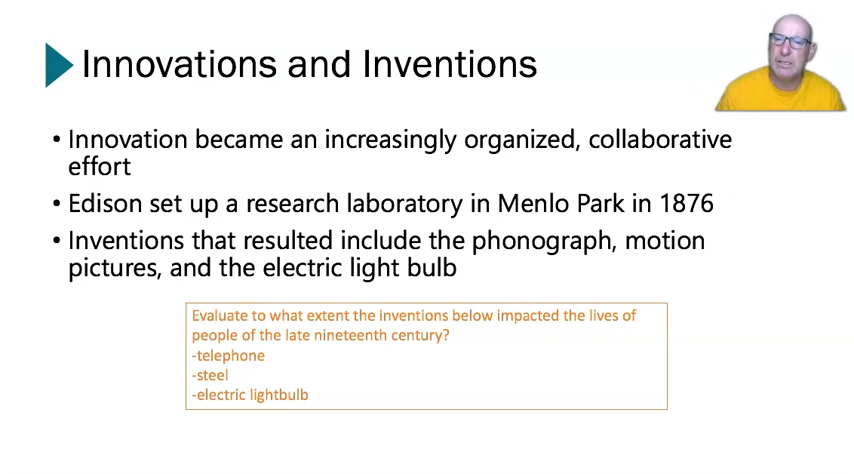 Innovations and Inventions
• Innovation became an increasingly organized, collaborative
effort
• Edison set up a research laboratory in Menlo Park in 1876
• Inventions that resulted include the phonograph, motion
pictures, and the electric light bulb
Evaluate to what extent the inventions below impacted the lives of
people of the late nineteenth century?
-telephone
-steel
-electric lightbulb